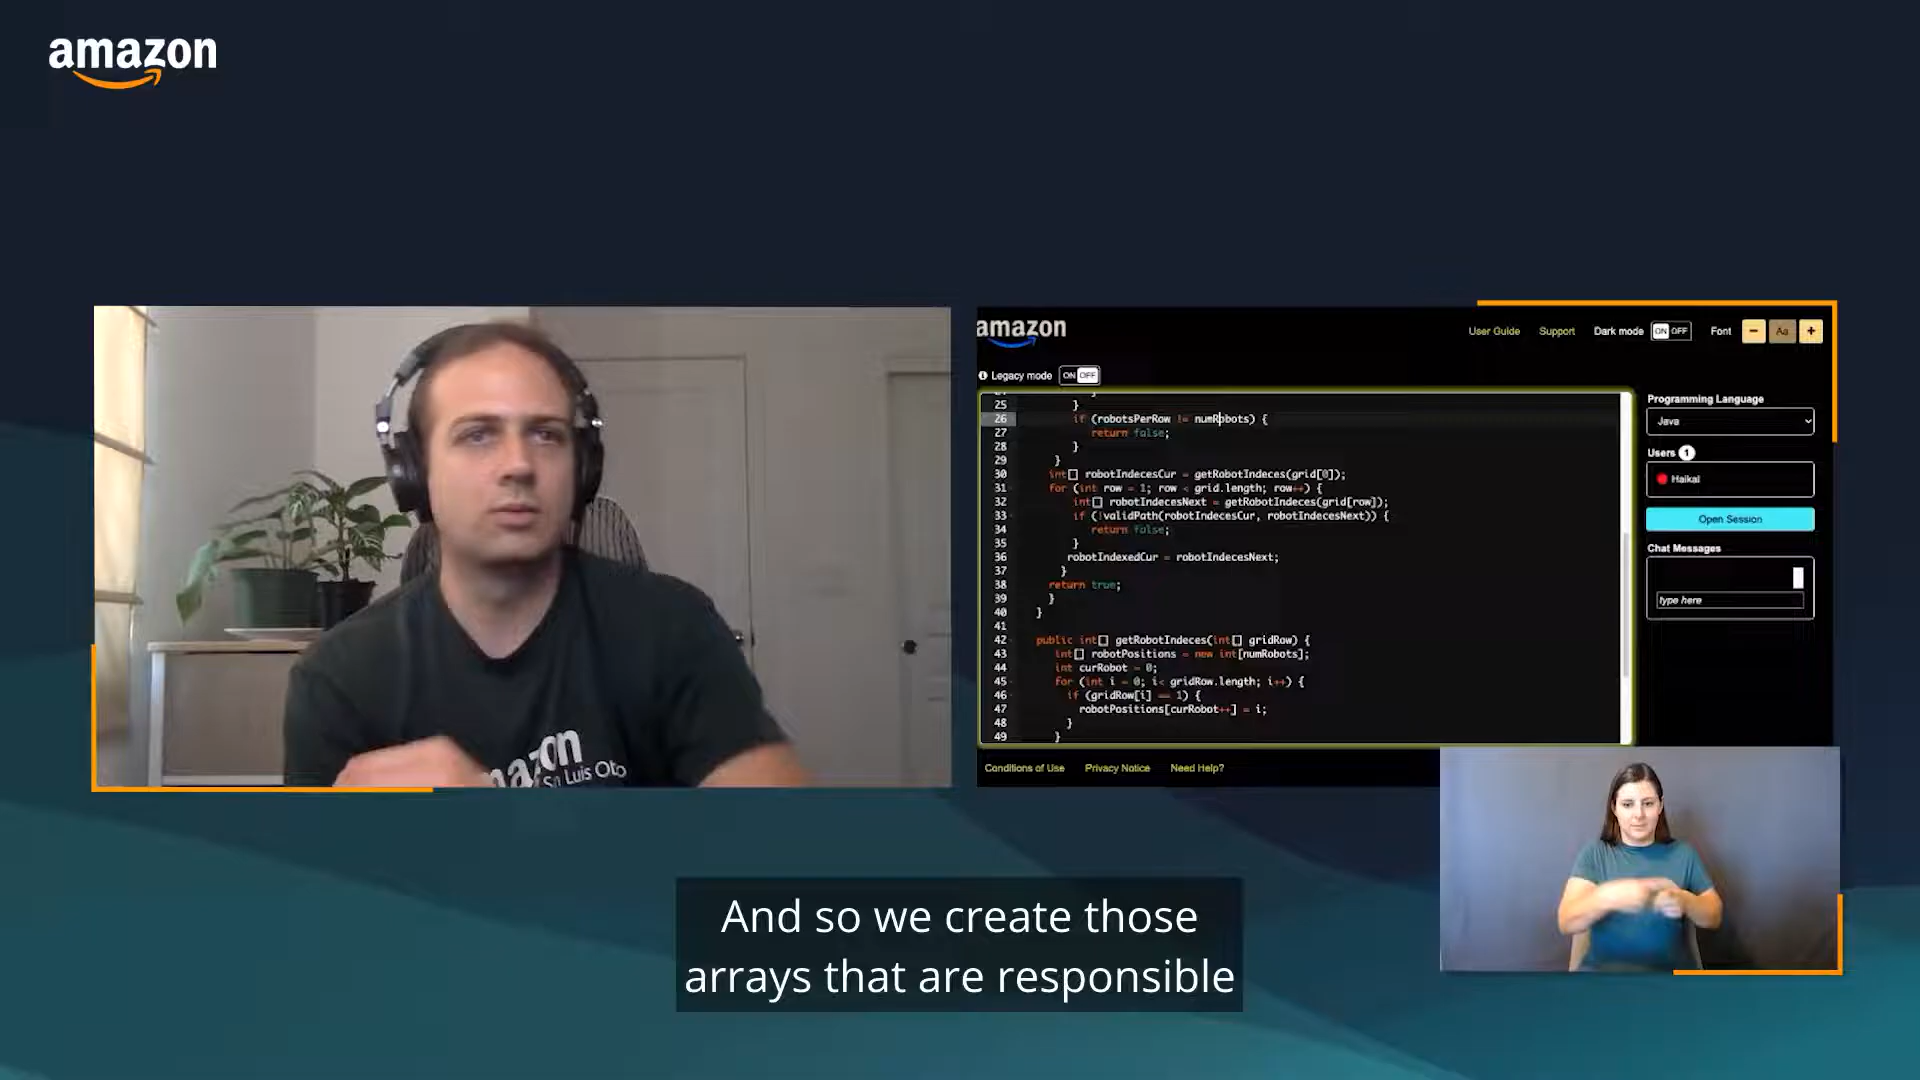 amazon
amazon
User Guide Support Dark mode ON OFF Font − Aa +
Legacy mode ON OFF
25 }
26 if (robotsPerRow != numRobots) {
27 return false;
28 }
29 }
30 int[] robotIndecesCur = getRobotIndeces(grid[0]);
31 for (int row = 1; row < grid.length; row++) {
32 int[] robotIndecesNext = getRobotIndeces(grid[row]);
33 if (!validPath(robotIndecesCur, robotIndecesNext)) {
34 return false;
35 }
36 robotIndexedCur = robotIndecesNext;
37 }
38 return true;
39 }
40 }
41
42 public int[] getRobotIndeces(int[] gridRow) {
43 int[] robotPositions = new int[numRobots];
44 int curRobot = 0;
45 for (int i = 0; i< gridRow.length; i++) {
46 if (gridRow[i] == 1) {
47 robotPositions[curRobot++] = i;
48 }
49 }
Programming Language
Java
Users 1
Haikal
Open Session
Chat Messages
type here
Conditions of Use Privacy Notice Need Help?
San Luis Obispo
And so we create those
arrays that are responsible